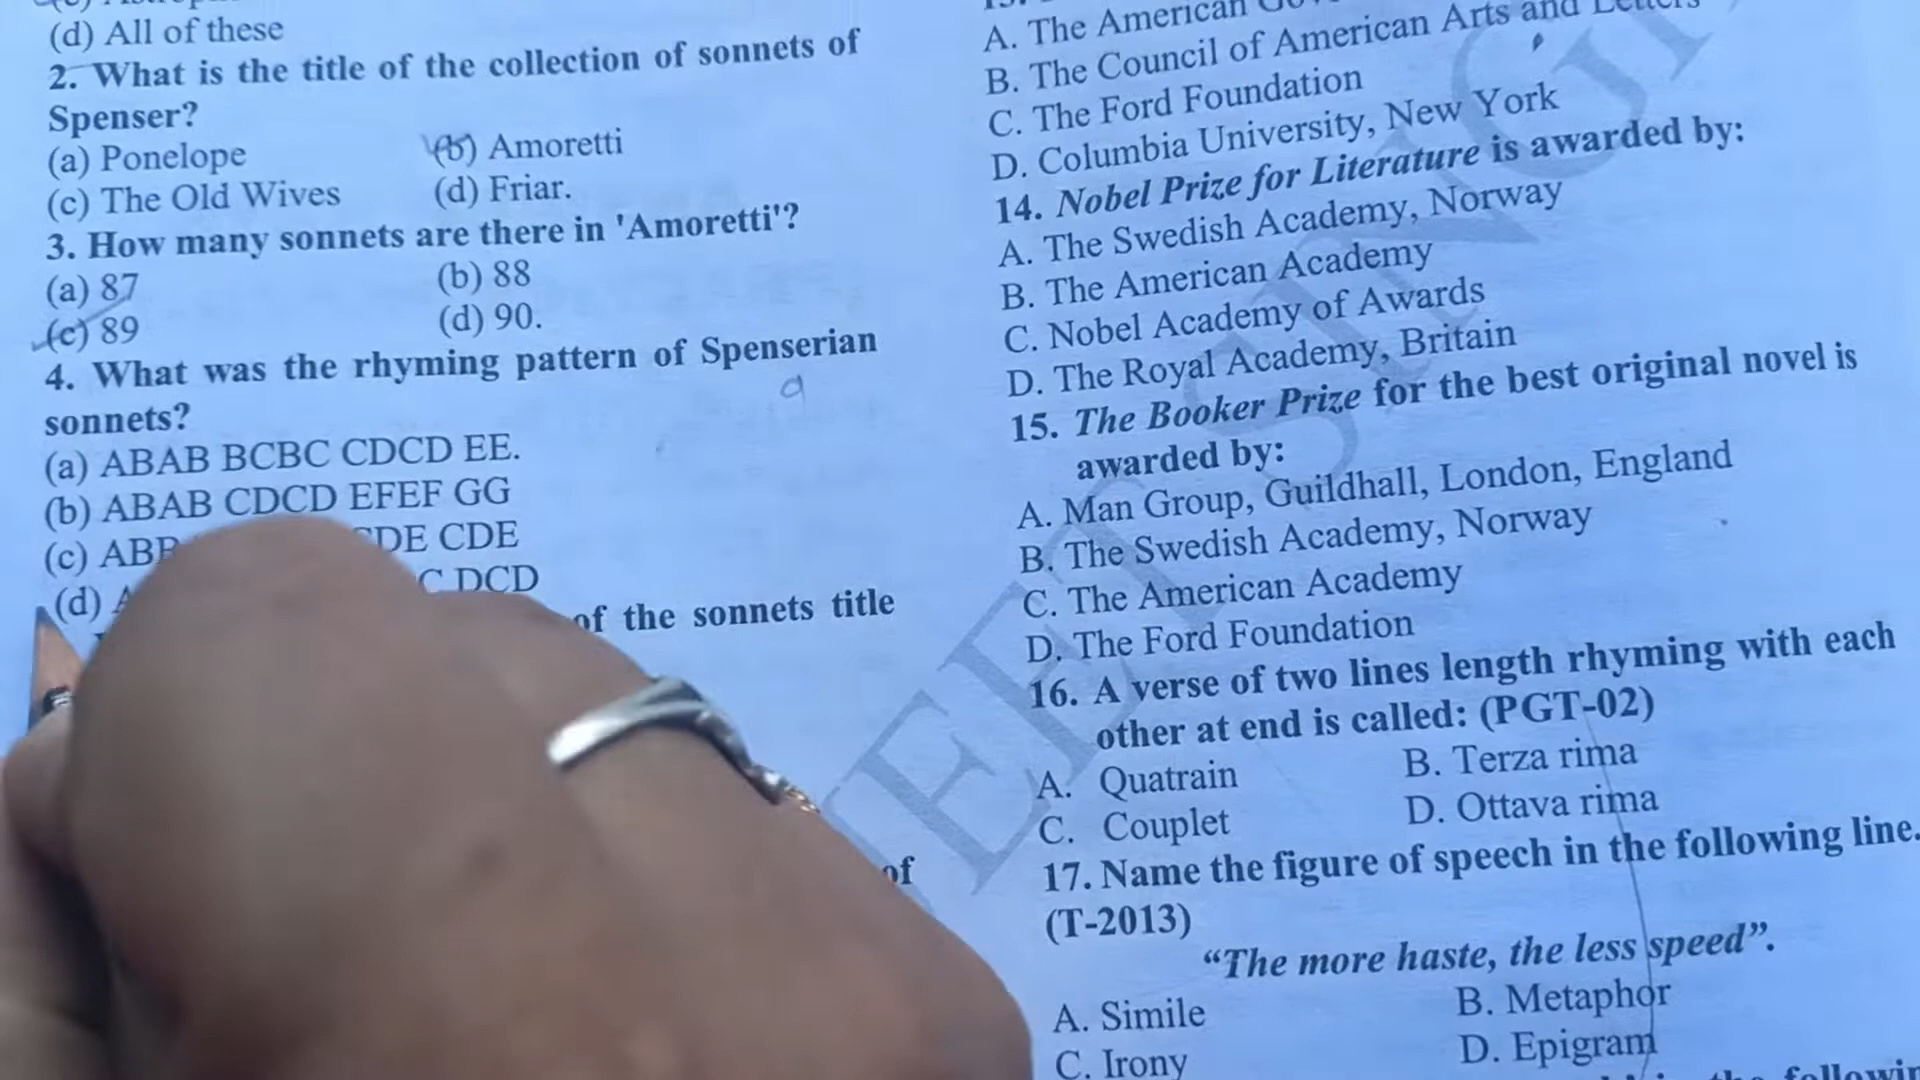 (d) All of these
2. What is the title of the collection of sonnets of
Spenser?
(a) Ponelope
(b) Amoretti
(c) The Old Wives
(d) Friar.
3. How many sonnets are there in 'Amoretti'?
(a) 87
(b) 88
(c) 89
(d) 90.
4. What was the rhyming pattern of Spenserian
sonnets?
9
(a) ABAB BCBC CDCD EE.
(b) ABAB CDCD EFEF GG
(c) CDE CDE
(d) DCD
of the sonnets title
of
A. The American
B. The Council of American Arts and Letters
C. The Ford Foundation
D. Columbia University, New York
14. Nobel Prize for Literature is awarded by:
A. The Swedish Academy, Norway
B. The American Academy
C. Nobel Academy of Awards
D. The Royal Academy, Britain
15. The Booker Prize for the best original novel is
awarded by:
A. Man Group, Guildhall, London, England
B. The Swedish Academy, Norway
C. The American Academy
D. The Ford Foundation
16. A verse of two lines length rhyming with each
other at end is called: (PGT-02)
A. Quatrain
B. Terza rima
C. Couplet
D. Ottava rima
17. Name the figure of speech in the following line.
(T-2013)
“The more haste, the less speed”.
A. Simile
B. Metaphor
C. Irony
D. Epigram